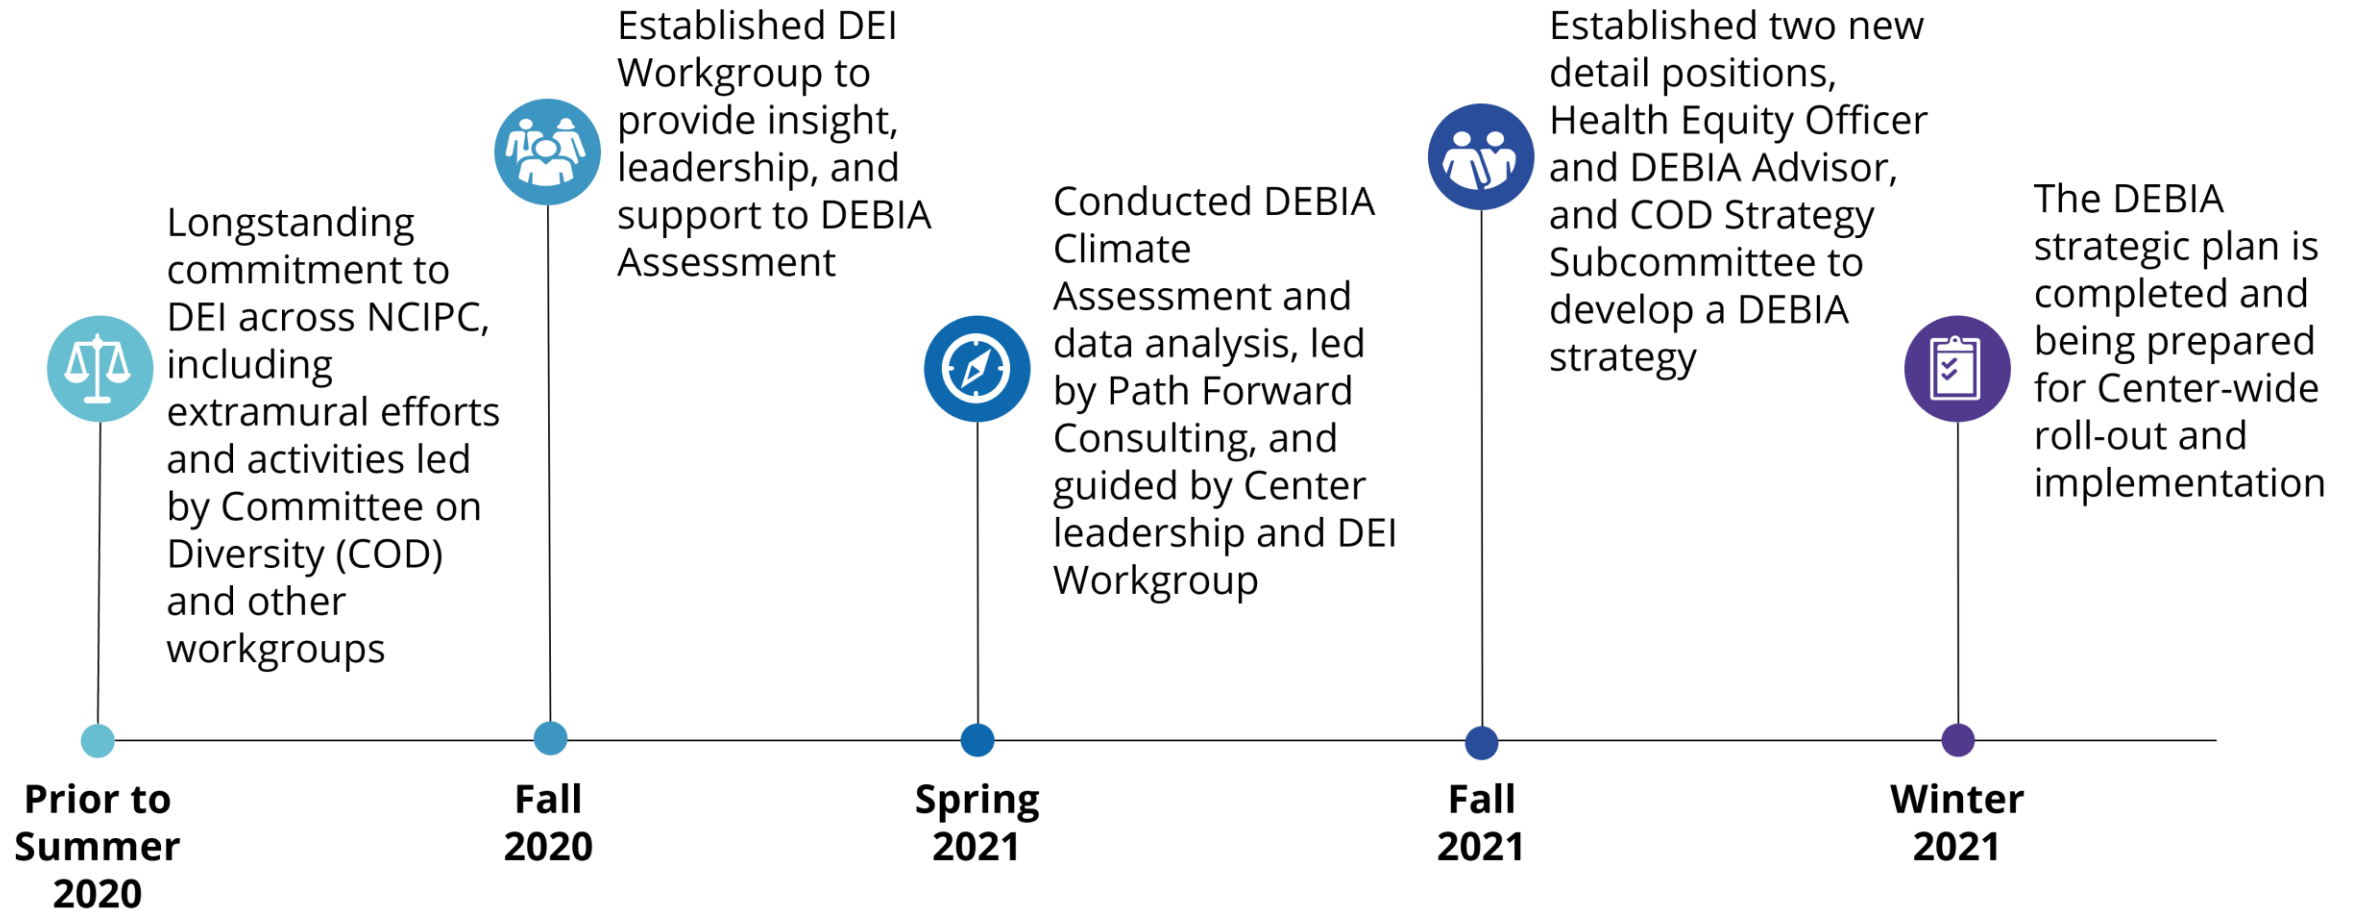 Longstanding
commitment to
DEI across NCIPC,
including
extramural efforts
and activities led
by Committee on
Diversity (COD)
and other
workgroups
Established DEI
Workgroup to
provide insight,
leadership, and
support to DEBIA
Assessment
Conducted DEBIA
Climate
Assessment and
data analysis, led
by Path Forward
Consulting, and
guided by Center
leadership and DEI
Workgroup
Established two new
detail positions,
Health Equity Officer
and DEBIA Advisor,
and COD Strategy
Subcommittee to
develop a DEBIA
strategy
The DEBIA
strategic plan is
completed and
being prepared
for Center-wide
roll-out and
implementation
Prior to
Summer
2020
Fall
2020
Spring
2021
Fall
2021
Winter
2021